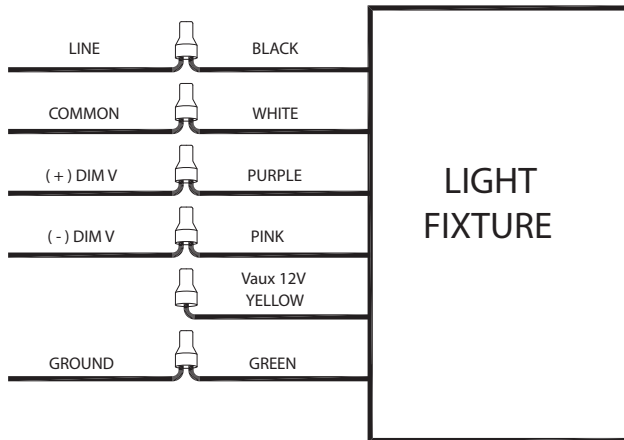 LINE BLACK
COMMON WHITE
( + ) DIM V PURPLE
( - ) DIM V PINK
Vaux 12V
YELLOW
GROUND GREEN
LIGHT
FIXTURE